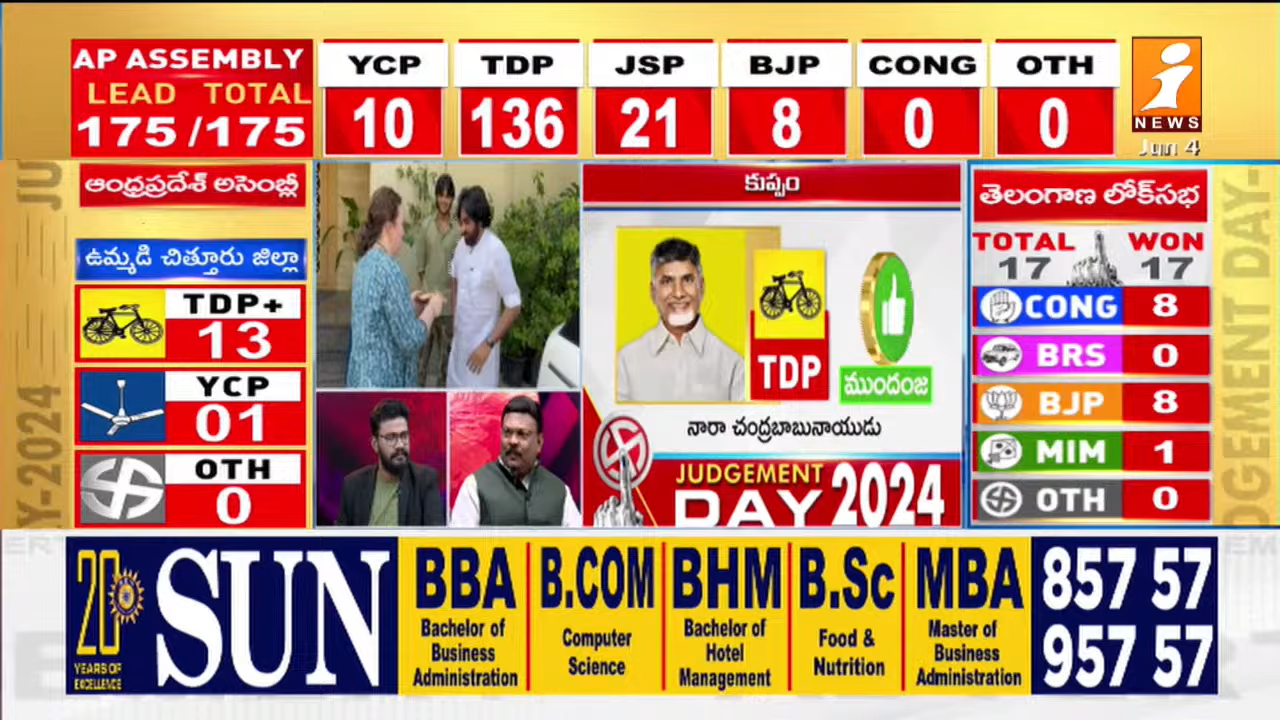 AP ASSEMBLY
LEAD TOTAL
175 /175
YCP
10
TDP
136
JSP
21
BJP
8
CONG
0
OTH
0
i
NEWS
Jun 4
ఆంధ్రప్రదేశ్ అసెంబ్లీ
ఉమ్మడి చిత్తూరు జిల్లా
TDP+
13
YCP
01
OTH
0
కుప్పం
TDP
ముందంజ
నారా చంద్రబాబునాయుడు
JUDGEMENT
DAY 2024
తెలంగాణ లోక్‌సభ
TOTAL WON
17 17
CONG 8
BRS 0
BJP 8
MIM 1
OTH 0
20
YEARS OF
EXCELLENCE
SUN
BBA
Bachelor of
Business
Administration
B.COM
Computer
Science
BHM
Bachelor of
Hotel
Management
B.Sc
Food &
Nutrition
MBA
Master of
Business
Administration
857 57
957 57